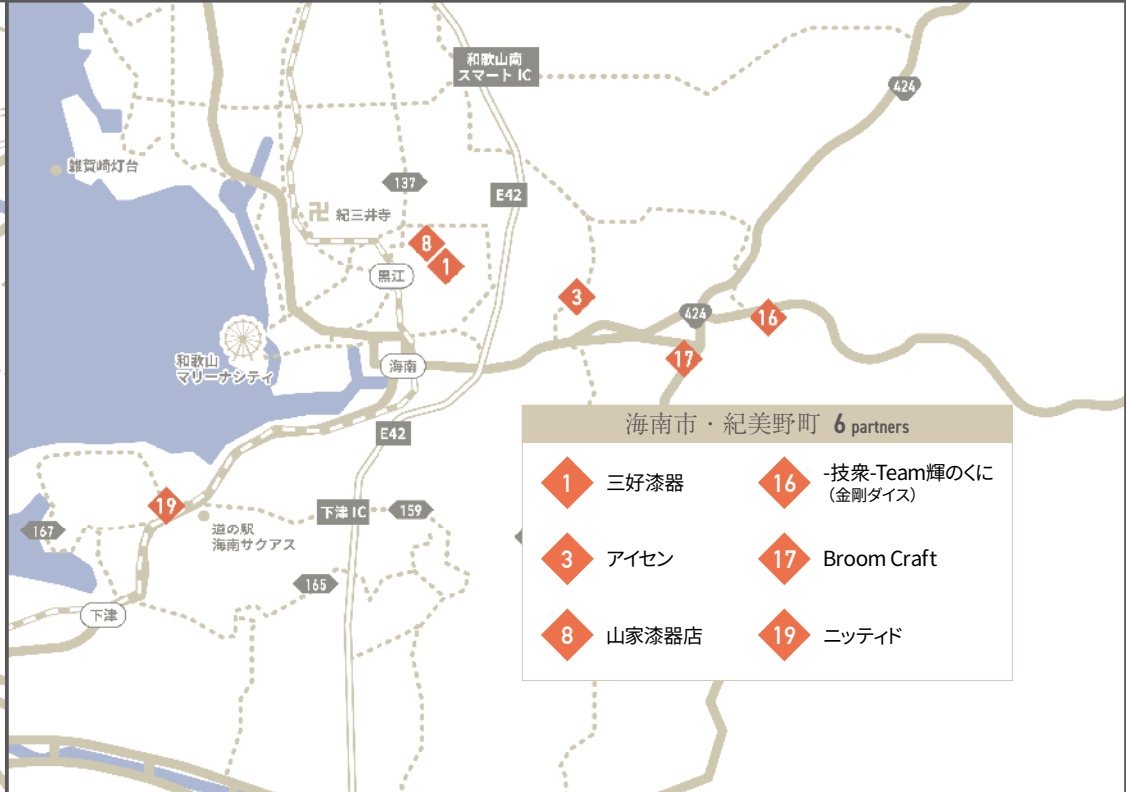 和歌山南
スマート IC
424
雑賀崎灯台
137
E42
紀三井寺
8
1
黒江
3
424
16
和歌山
マリーナシティ
海南
17
E42
海南市・紀美野町 6 partners
1 三好漆器
3 アイセン
8 山家漆器店
16 -技衆-Team輝のくに
（金剛ダイス）
17 Broom Craft
19 ニッティド
19
167
道の駅
海南サクアス
下津 IC
159
165
下津